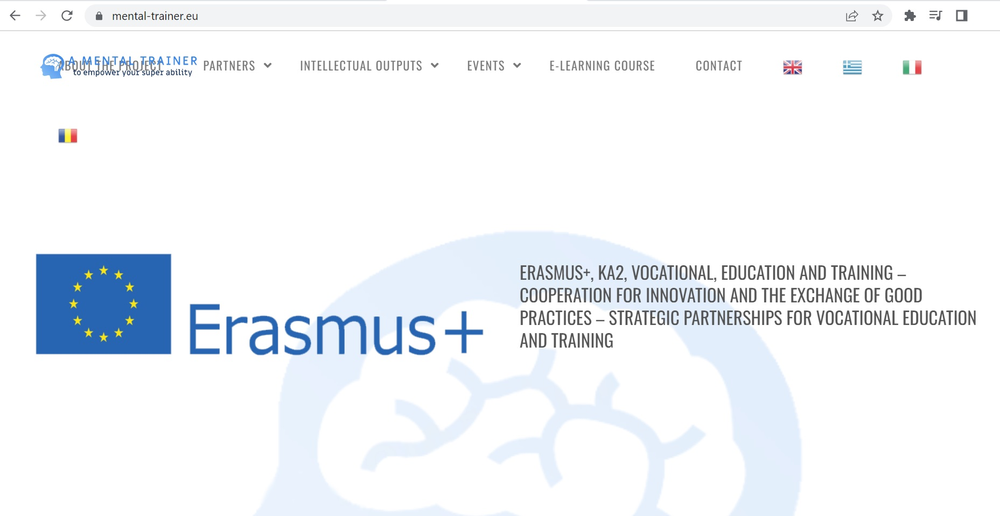 mental-trainer.eu
A MENTAL TRAINER
to empower your super ability
ABOUT THE PROJECT
PARTNERS
INTELLECTUAL OUTPUTS
EVENTS
E-LEARNING COURSE
CONTACT
Erasmus+
ERASMUS+, KA2, VOCATIONAL, EDUCATION AND TRAINING –
COOPERATION FOR INNOVATION AND THE EXCHANGE OF GOOD
PRACTICES – STRATEGIC PARTNERSHIPS FOR VOCATIONAL EDUCATION
AND TRAINING